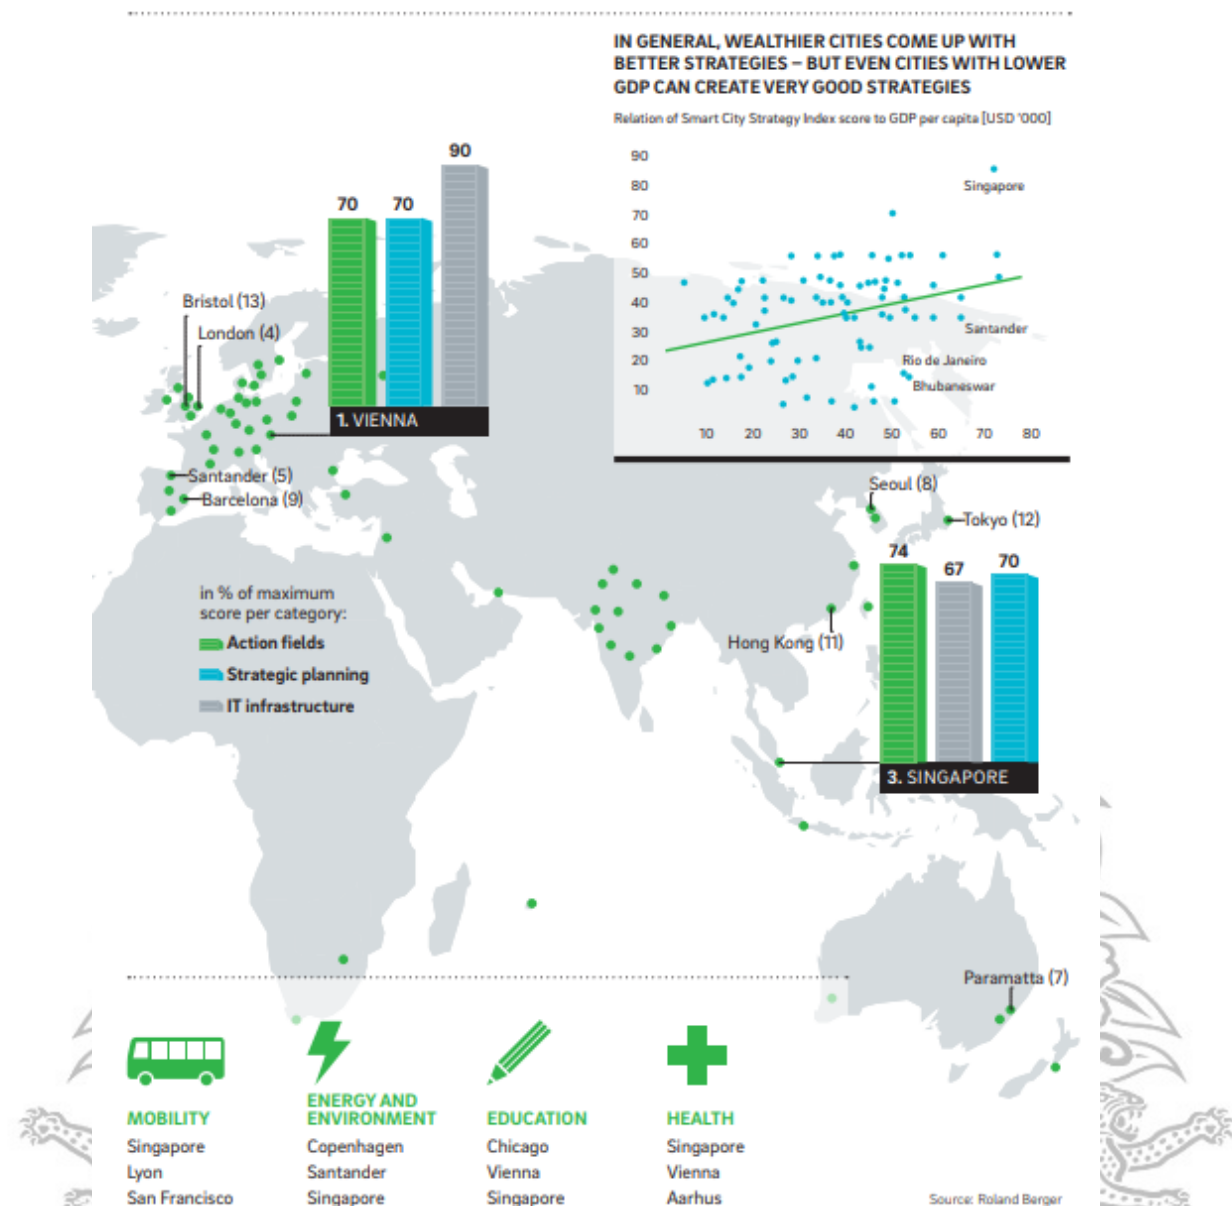 IN GENERAL, WEALTHIER CITIES COME UP WITH
BETTER STRATEGIES – BUT EVEN CITIES WITH LOWER
GDP CAN CREATE VERY GOOD STRATEGIES
Relation of Smart City Strategy Index score to GDP per capita [USD '000]
90
80
70
60
50
40
30
20
10
Singapore
Santander
Rio de Janeiro
Bhubaneswar
10 20 30 40 50 60 70 80
70 70 90
1. VIENNA
Bristol (13)
London (4)
Santander (5)
Barcelona (9)
Seoul (8)
Tokyo (12)
Hong Kong (11)
74 67 70
3. SINGAPORE
in % of maximum
score per category:
Action fields
Strategic planning
IT infrastructure
Paramatta (7)
MOBILITY
Singapore
Lyon
San Francisco
ENERGY AND
ENVIRONMENT
Copenhagen
Santander
Singapore
EDUCATION
Chicago
Vienna
Singapore
HEALTH
Singapore
Vienna
Aarhus
Source: Roland Berger